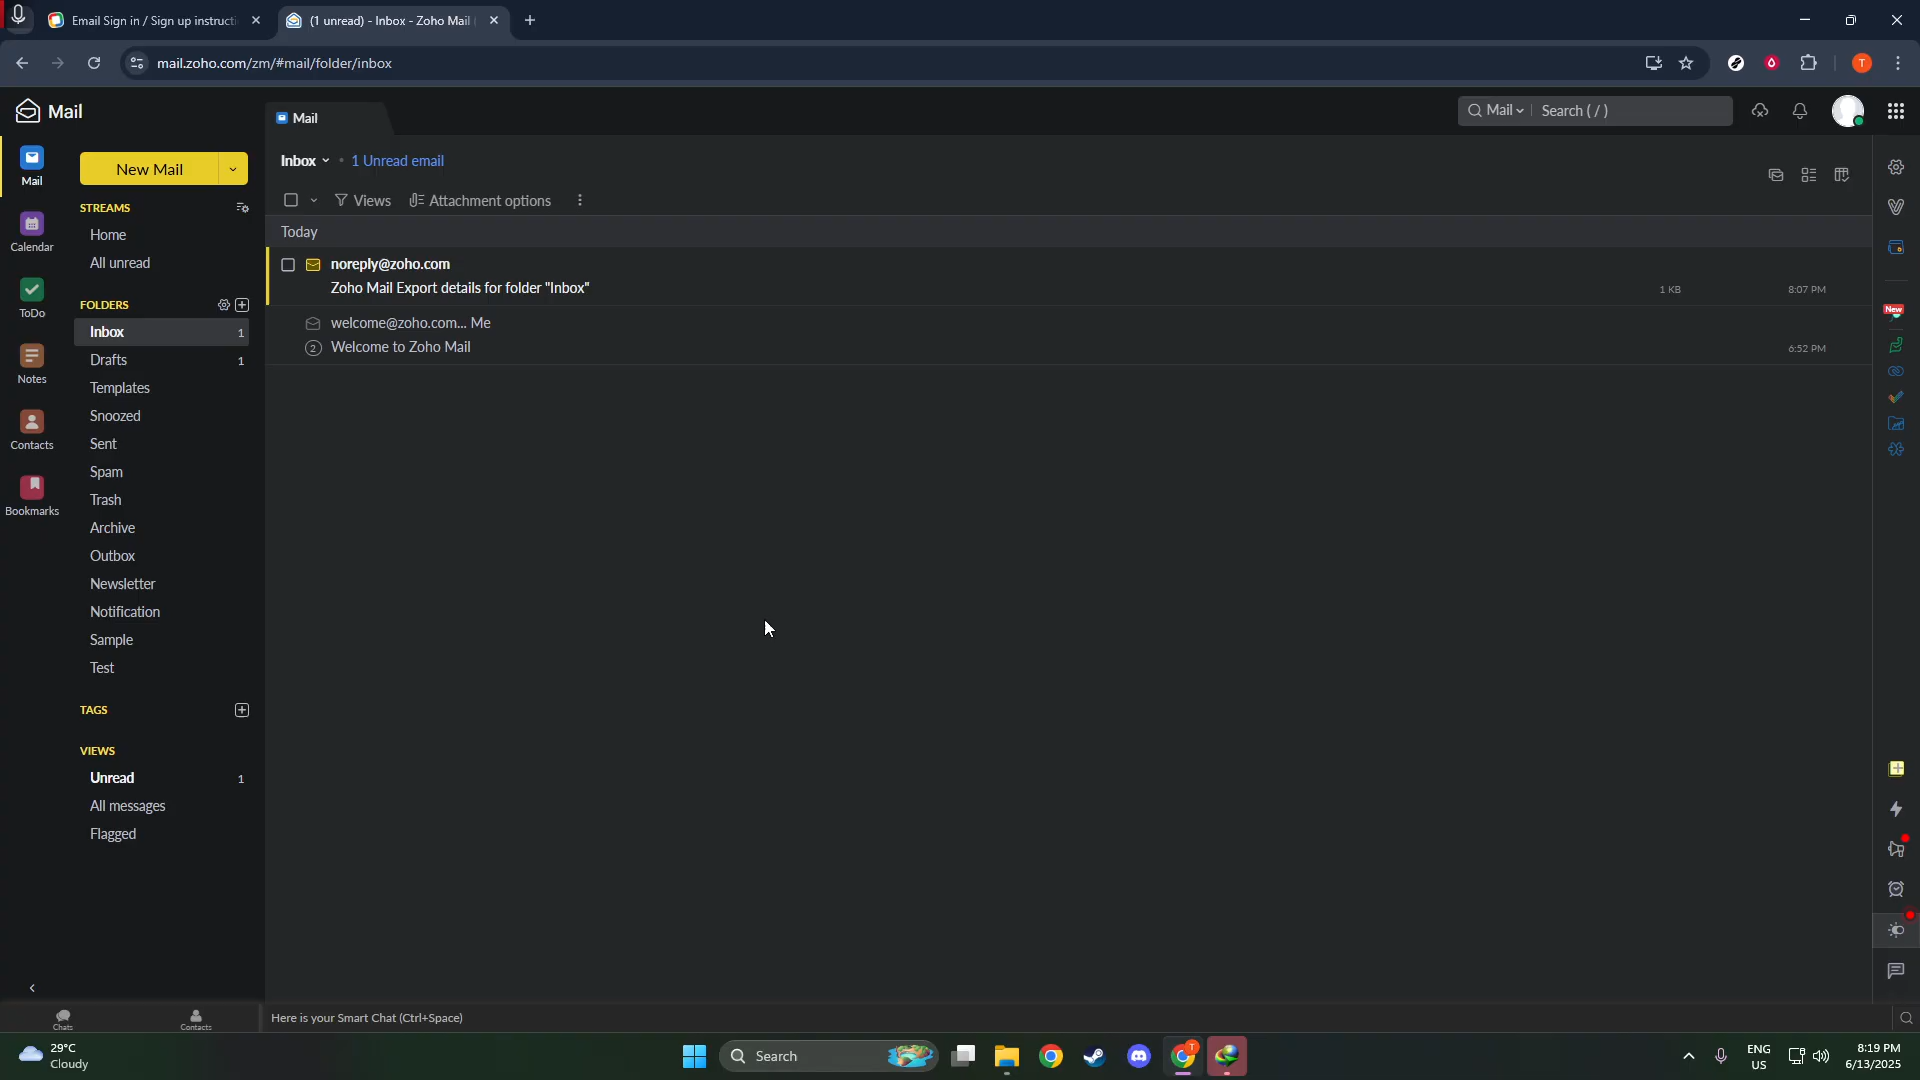 Email Sign in / Sign up instructi
(1 unread) - Inbox - Zoho Mail
mail.zoho.com/zm/#mail/folder/inbox
T
Mail
Mail
Mail
Search ( / )
Mail
Calendar
ToDo
Notes
Contacts
Bookmarks
New Mail
STREAMS
Home
All unread
FOLDERS
Inbox 1
Drafts 1
Templates
Snoozed
Sent
Spam
Trash
Archive
Outbox
Newsletter
Notification
Sample
Test
TAGS
VIEWS
Unread 1
All messages
Flagged
Inbox • 1 Unread email
Views
Attachment options
Today
noreply@zoho.com
Zoho Mail Export details for folder "Inbox" 1 KB 8:07 PM
welcome@zoho.com... Me
2 Welcome to Zoho Mail 6:52 PM
New
Chats
Contacts
Here is your Smart Chat (Ctrl+Space)
29°C
Cloudy
Search
T
ENG
US
8:19 PM
6/13/2025